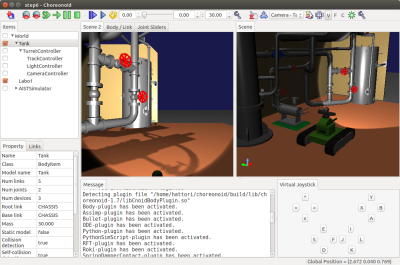 step6 - Choreonoid
0.00
0.00
30.00
Camera - Ta
Items
Scene 2
Body / Link
Joint Sliders
Scene
World
Tank
TurretController
TrackController
LightController
CameraController
Labo1
AISTSimulator
Property
Links
Name Tank
Class BodyItem
Model name Tank
Num links 5
Num joints 2
Num devices 3
Root link CHASSIS
Base link CHASSIS
Mass 30.000
Static model false
Collision detection true
Self-collision
Message
Detecting plugin file "/home/hattori/choreonoid/build/lib/ch
oreonoid-1.7/libCnoidBodyPlugin.so"
Body-plugin has been activated.
Assimp-plugin has been activated.
Bullet-plugin has been activated.
ODE-plugin has been activated.
Python-plugin has been activated.
PythonSimScript-plugin has been activated.
RFT-plugin has been activated.
Roki-plugin has been activated.
SpringDamperContact-plugin has been activated.
Virtual Joystick
Y
X B
A
E I
S F J L
D K
Global Position = (2.672 0.040 0.326)